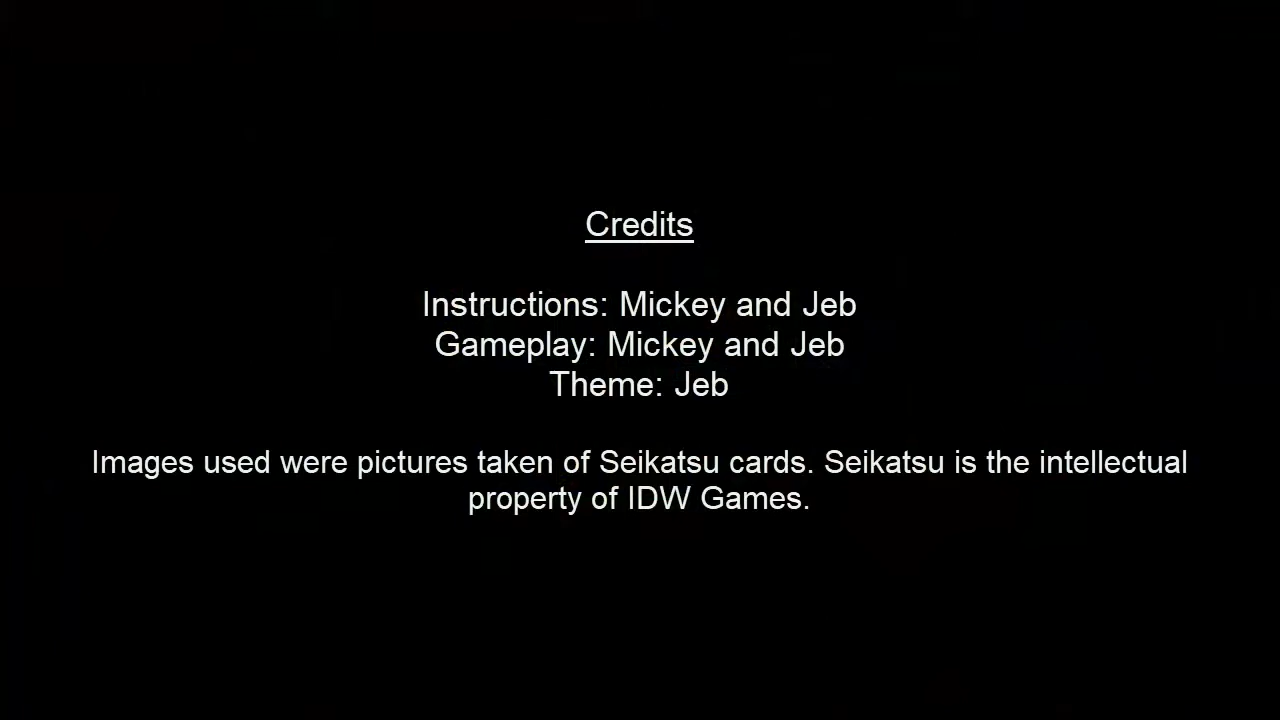 Credits
Instructions: Mickey and Jeb
Gameplay: Mickey and Jeb
Theme: Jeb
Images used were pictures taken of Seikatsu cards. Seikatsu is the intellectual
property of IDW Games.